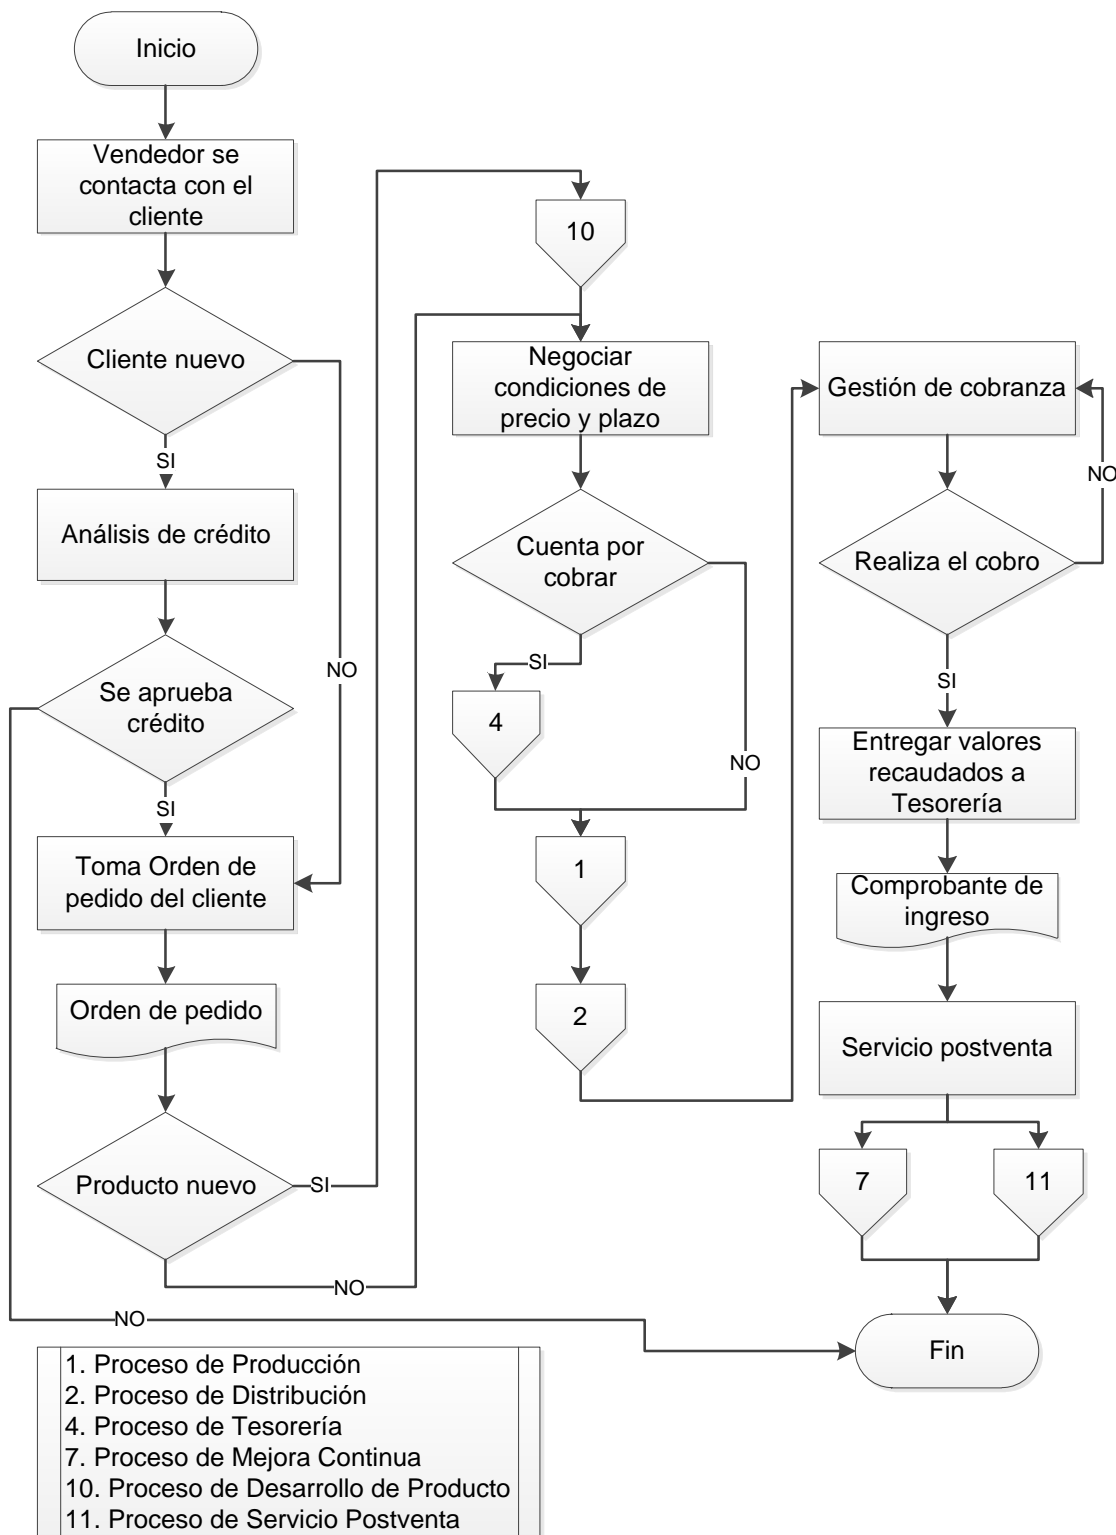 Inicio
Vendedor se
contacta con el
cliente
Cliente nuevo
SI
NO
Análisis de crédito
Se aprueba
crédito
SI
NO
Toma Orden de
pedido del cliente
Orden de pedido
Producto nuevo
SI
NO
10
Negociar
condiciones de
precio y plazo
Cuenta por
cobrar
SI
NO
4
1
2
Gestión de cobranza
NO
Realiza el cobro
SI
Entregar valores
recaudados a
Tesorería
Comprobante de
ingreso
Servicio postventa
7
11
Fin
1. Proceso de Producción
2. Proceso de Distribución
4. Proceso de Tesorería
7. Proceso de Mejora Continua
10. Proceso de Desarrollo de Producto
11. Proceso de Servicio Postventa